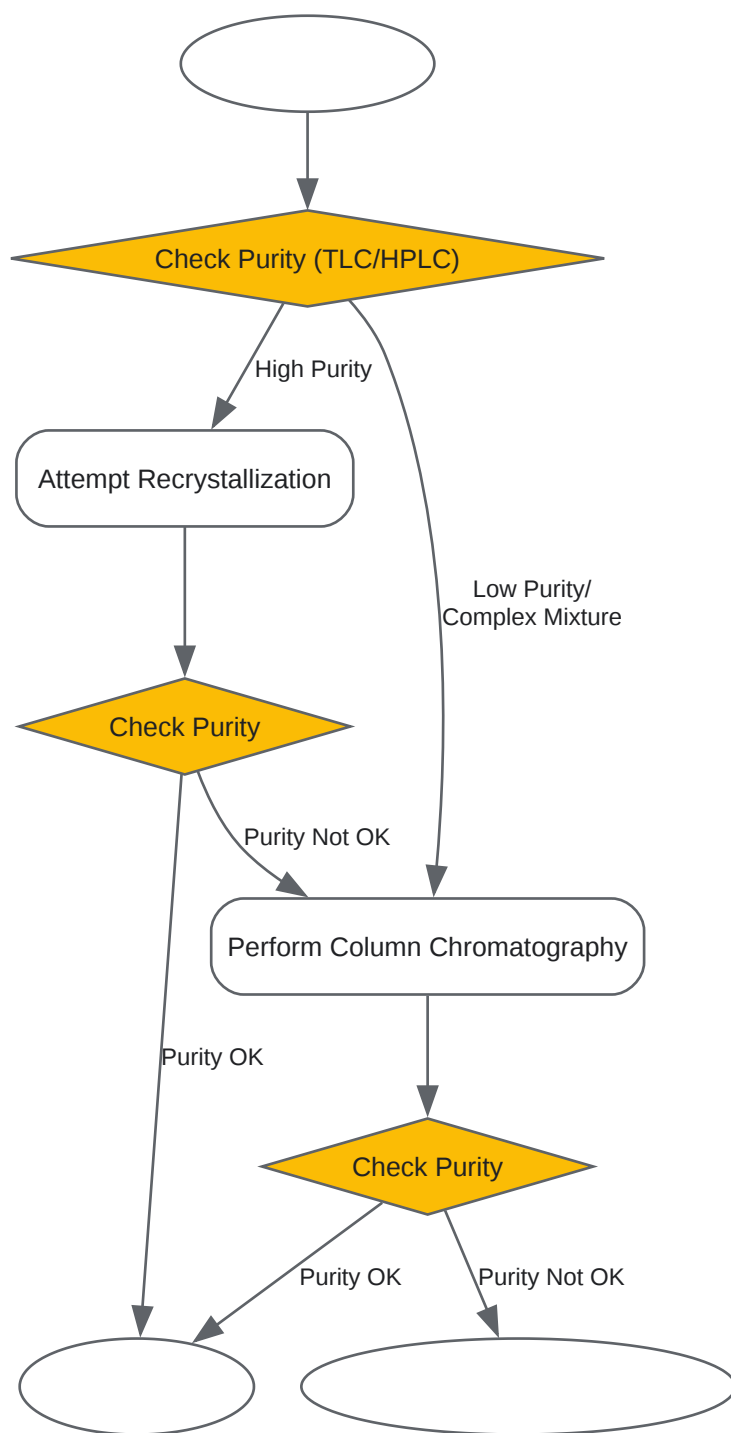 Check Purity (TLC/HPLC)
High Purity
Attempt Recrystallization
Low Purity/
Complex Mixture
Check Purity
Purity Not OK
Perform Column Chromatography
Purity OK
Check Purity
Purity OK
Purity Not OK